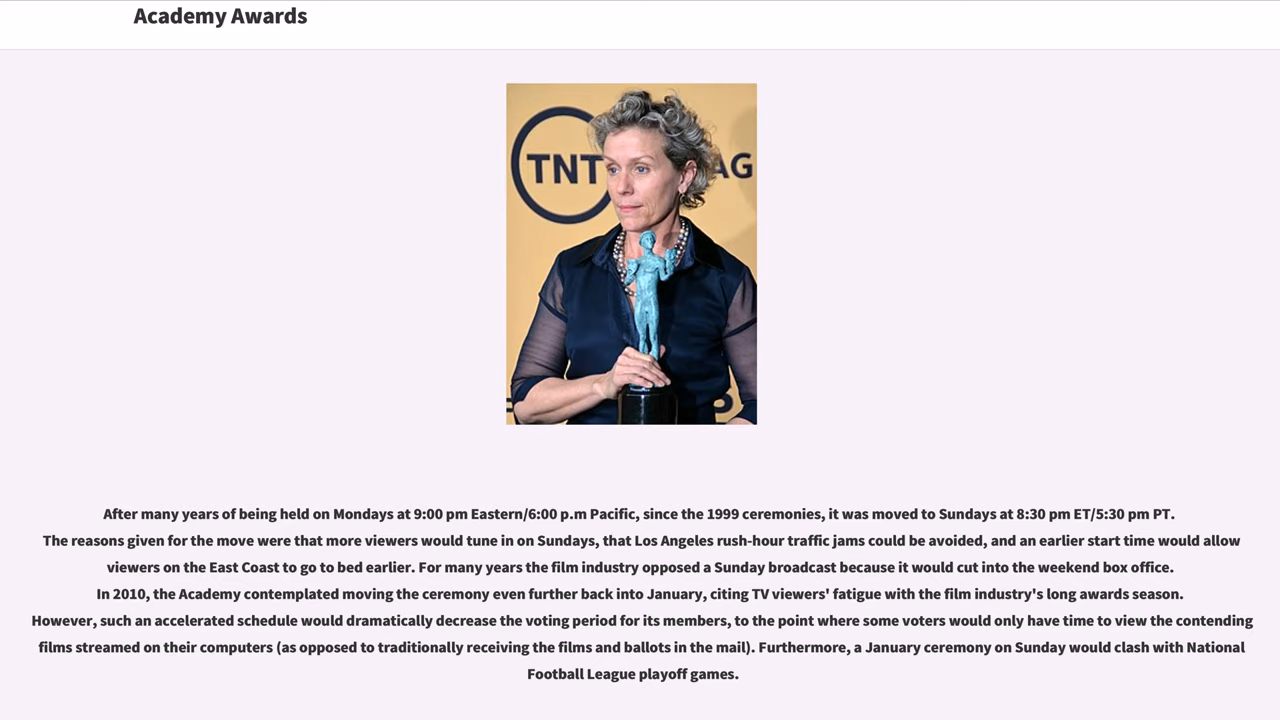 Academy Awards
TNT
AG
After many years of being held on Mondays at 9:00 pm Eastern/6:00 p.m Pacific, since the 1999 ceremonies, it was moved to Sundays at 8:30 pm ET/5:30 pm PT.
The reasons given for the move were that more viewers would tune in on Sundays, that Los Angeles rush-hour traffic jams could be avoided, and an earlier start time would allow
viewers on the East Coast to go to bed earlier. For many years the film industry opposed a Sunday broadcast because it would cut into the weekend box office.
In 2010, the Academy contemplated moving the ceremony even further back into January, citing TV viewers' fatigue with the film industry's long awards season.
However, such an accelerated schedule would dramatically decrease the voting period for its members, to the point where some voters would only have time to view the contending
films streamed on their computers (as opposed to traditionally receiving the films and ballots in the mail). Furthermore, a January ceremony on Sunday would clash with National
Football League playoff games.